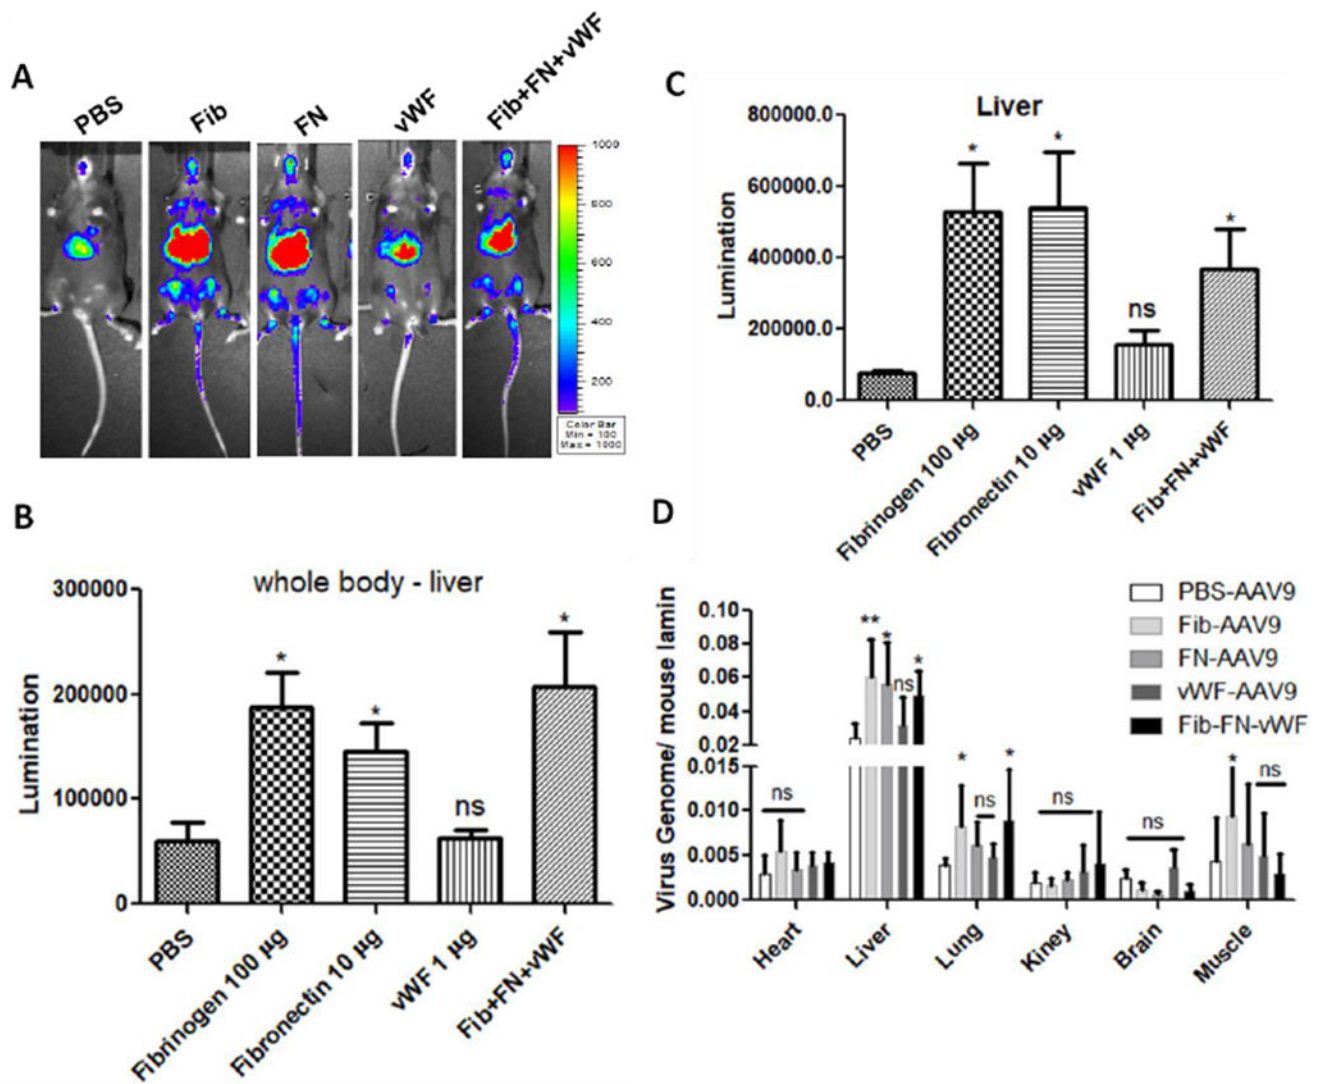 A
PBS
Fib
FN
vWF
Fib+FN+vWF
1000
800
600
400
200
Color Bar
Min = 100
Max = 1000
B
whole body - liver
Lumination
300000
200000
100000
0
*
*
ns
*
PBS
Fibrinogen 100 µg
Fibronectin 10 µg
vWF 1 µg
Fib+FN+vWF
C
Liver
Lumination
800000.0
600000.0
400000.0
200000.0
0.0
*
*
ns
*
PBS
Fibrinogen 100 µg
Fibronectin 10 µg
vWF 1 µg
Fib+FN+vWF
D
Virus Genome/ mouse lamin
0.10
0.08
0.06
0.04
0.02
0.015
0.010
0.005
0.000
ns
**
*
ns
*
*
ns
*
ns
ns
*
ns
Heart
Liver
Lung
Kiney
Brain
Muscle
PBS-AAV9
Fib-AAV9
FN-AAV9
vWF-AAV9
Fib-FN-vWF